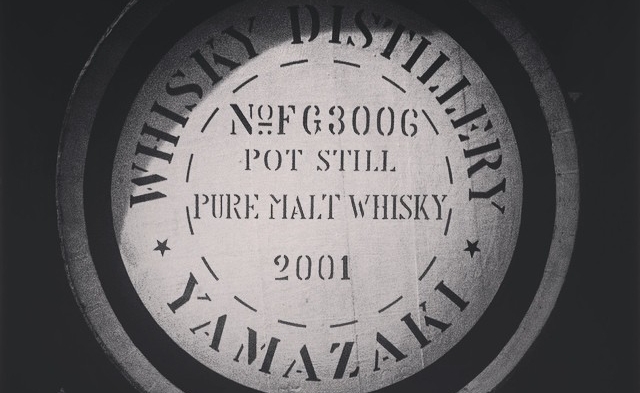 WHISKY DISTILLERY
NoFG3006
POT STILL
PURE MALT WHISKY
2001
YAMAZAKI